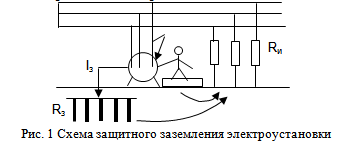 Rи
Iз
Rз
Рис. 1 Схема защитного заземления электроустановки